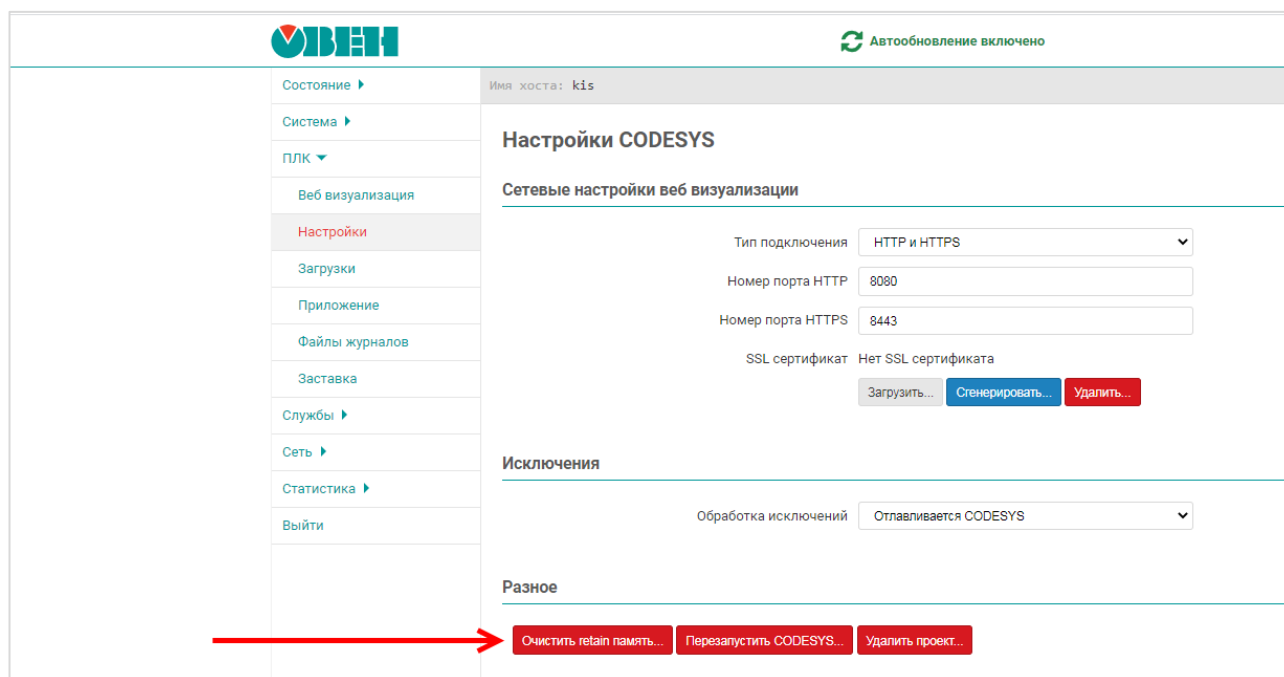 ОВЕН
Автообновление включено
Состояние
Имя хоста: kis
Система
ПЛК
Веб визуализация
Настройки
Загрузки
Приложение
Файлы журналов
Заставка
Службы
Сеть
Статистика
Выйти
Настройки CODESYS
Сетевые настройки веб визуализации
Тип подключения HTTP и HTTPS
Номер порта HTTP 8080
Номер порта HTTPS 8443
SSL сертификат Нет SSL сертификата
Загрузить... Сгенерировать... Удалить...
Исключения
Обработка исключений Отлавливается CODESYS
Разное
Очистить retain память... Перезапустить CODESYS... Удалить проект...